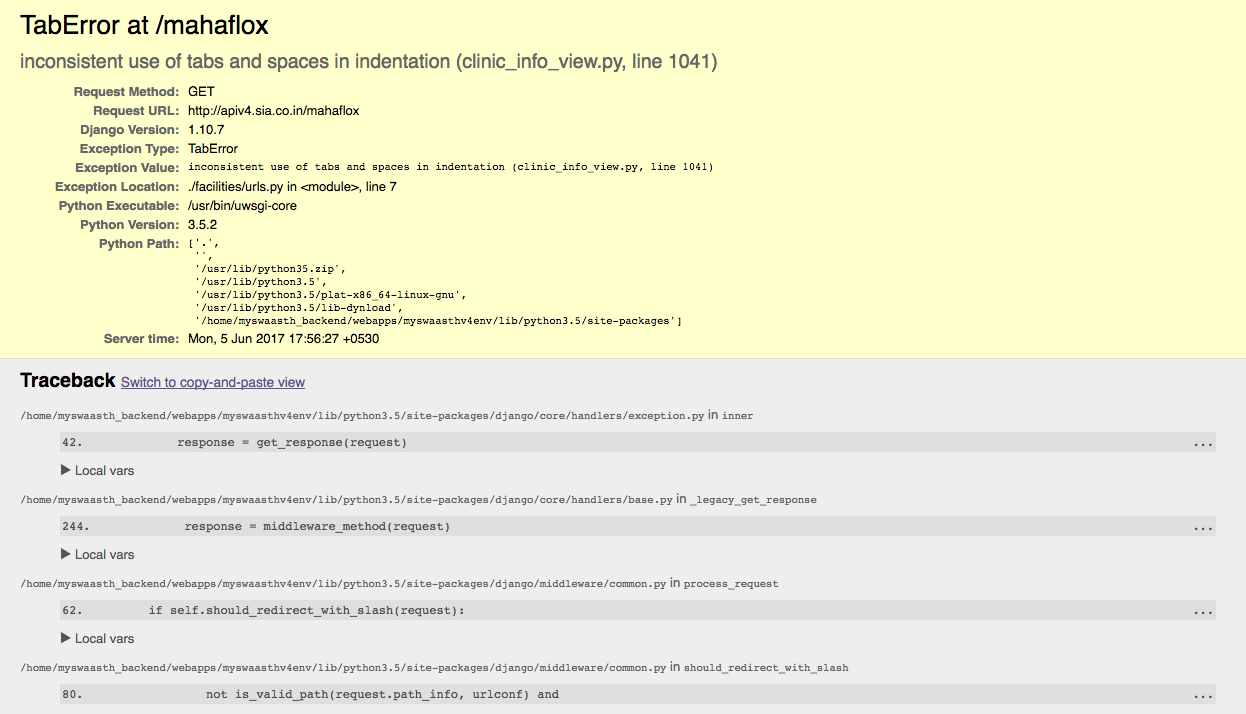 TabError at /mahaflox
inconsistent use of tabs and spaces in indentation (clinic_info_view.py, line 1041)
Request Method: GET
Request URL: http://apiv4.sia.co.in/mahaflox
Django Version: 1.10.7
Exception Type: TabError
Exception Value: inconsistent use of tabs and spaces in indentation (clinic_info_view.py, line 1041)
Exception Location: ./facilities/urls.py in <module>, line 7
Python Executable: /usr/bin/uwsgi-core
Python Version: 3.5.2
Python Path: ['.',
'',
'/usr/lib/python35.zip',
'/usr/lib/python3.5',
'/usr/lib/python3.5/plat-x86_64-linux-gnu',
'/usr/lib/python3.5/lib-dynload',
'/home/myswaasth_backend/webapps/myswaasthv4env/lib/python3.5/site-packages']
Server time: Mon, 5 Jun 2017 17:56:27 +0530
Traceback Switch to copy-and-paste view
/home/myswaasth_backend/webapps/myswaasthv4env/lib/python3.5/site-packages/django/core/handlers/exception.py in inner
42. response = get_response(request) ...
▶ Local vars
/home/myswaasth_backend/webapps/myswaasthv4env/lib/python3.5/site-packages/django/core/handlers/base.py in _legacy_get_response
244. response = middleware_method(request) ...
▶ Local vars
/home/myswaasth_backend/webapps/myswaasthv4env/lib/python3.5/site-packages/django/middleware/common.py in process_request
62. if self.should_redirect_with_slash(request): ...
▶ Local vars
/home/myswaasth_backend/webapps/myswaasthv4env/lib/python3.5/site-packages/django/middleware/common.py in should_redirect_with_slash
80. not is_valid_path(request.path_info, urlconf) and ...